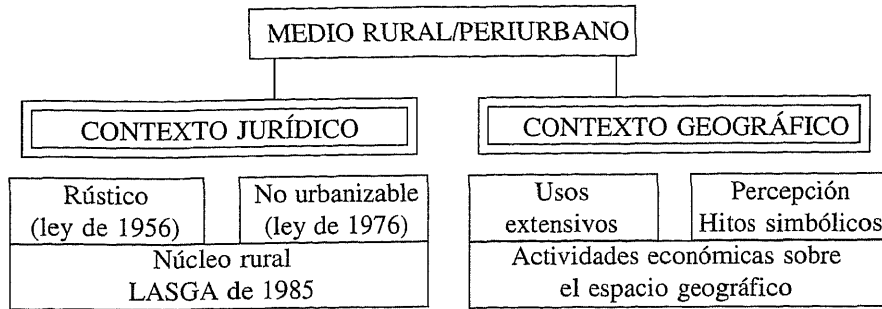 MEDIO RURAL/PERIURBANO
CONTEXTO JURÍDICO
CONTEXTO GEOGRÁFICO
Rústico
(ley de 1956)
No urbanizable
(ley de 1976)
Núcleo rural
LASGA de 1985
Usos
extensivos
Percepción
Hitos simbólicos
Actividades económicas sobre
el espacio geográfico